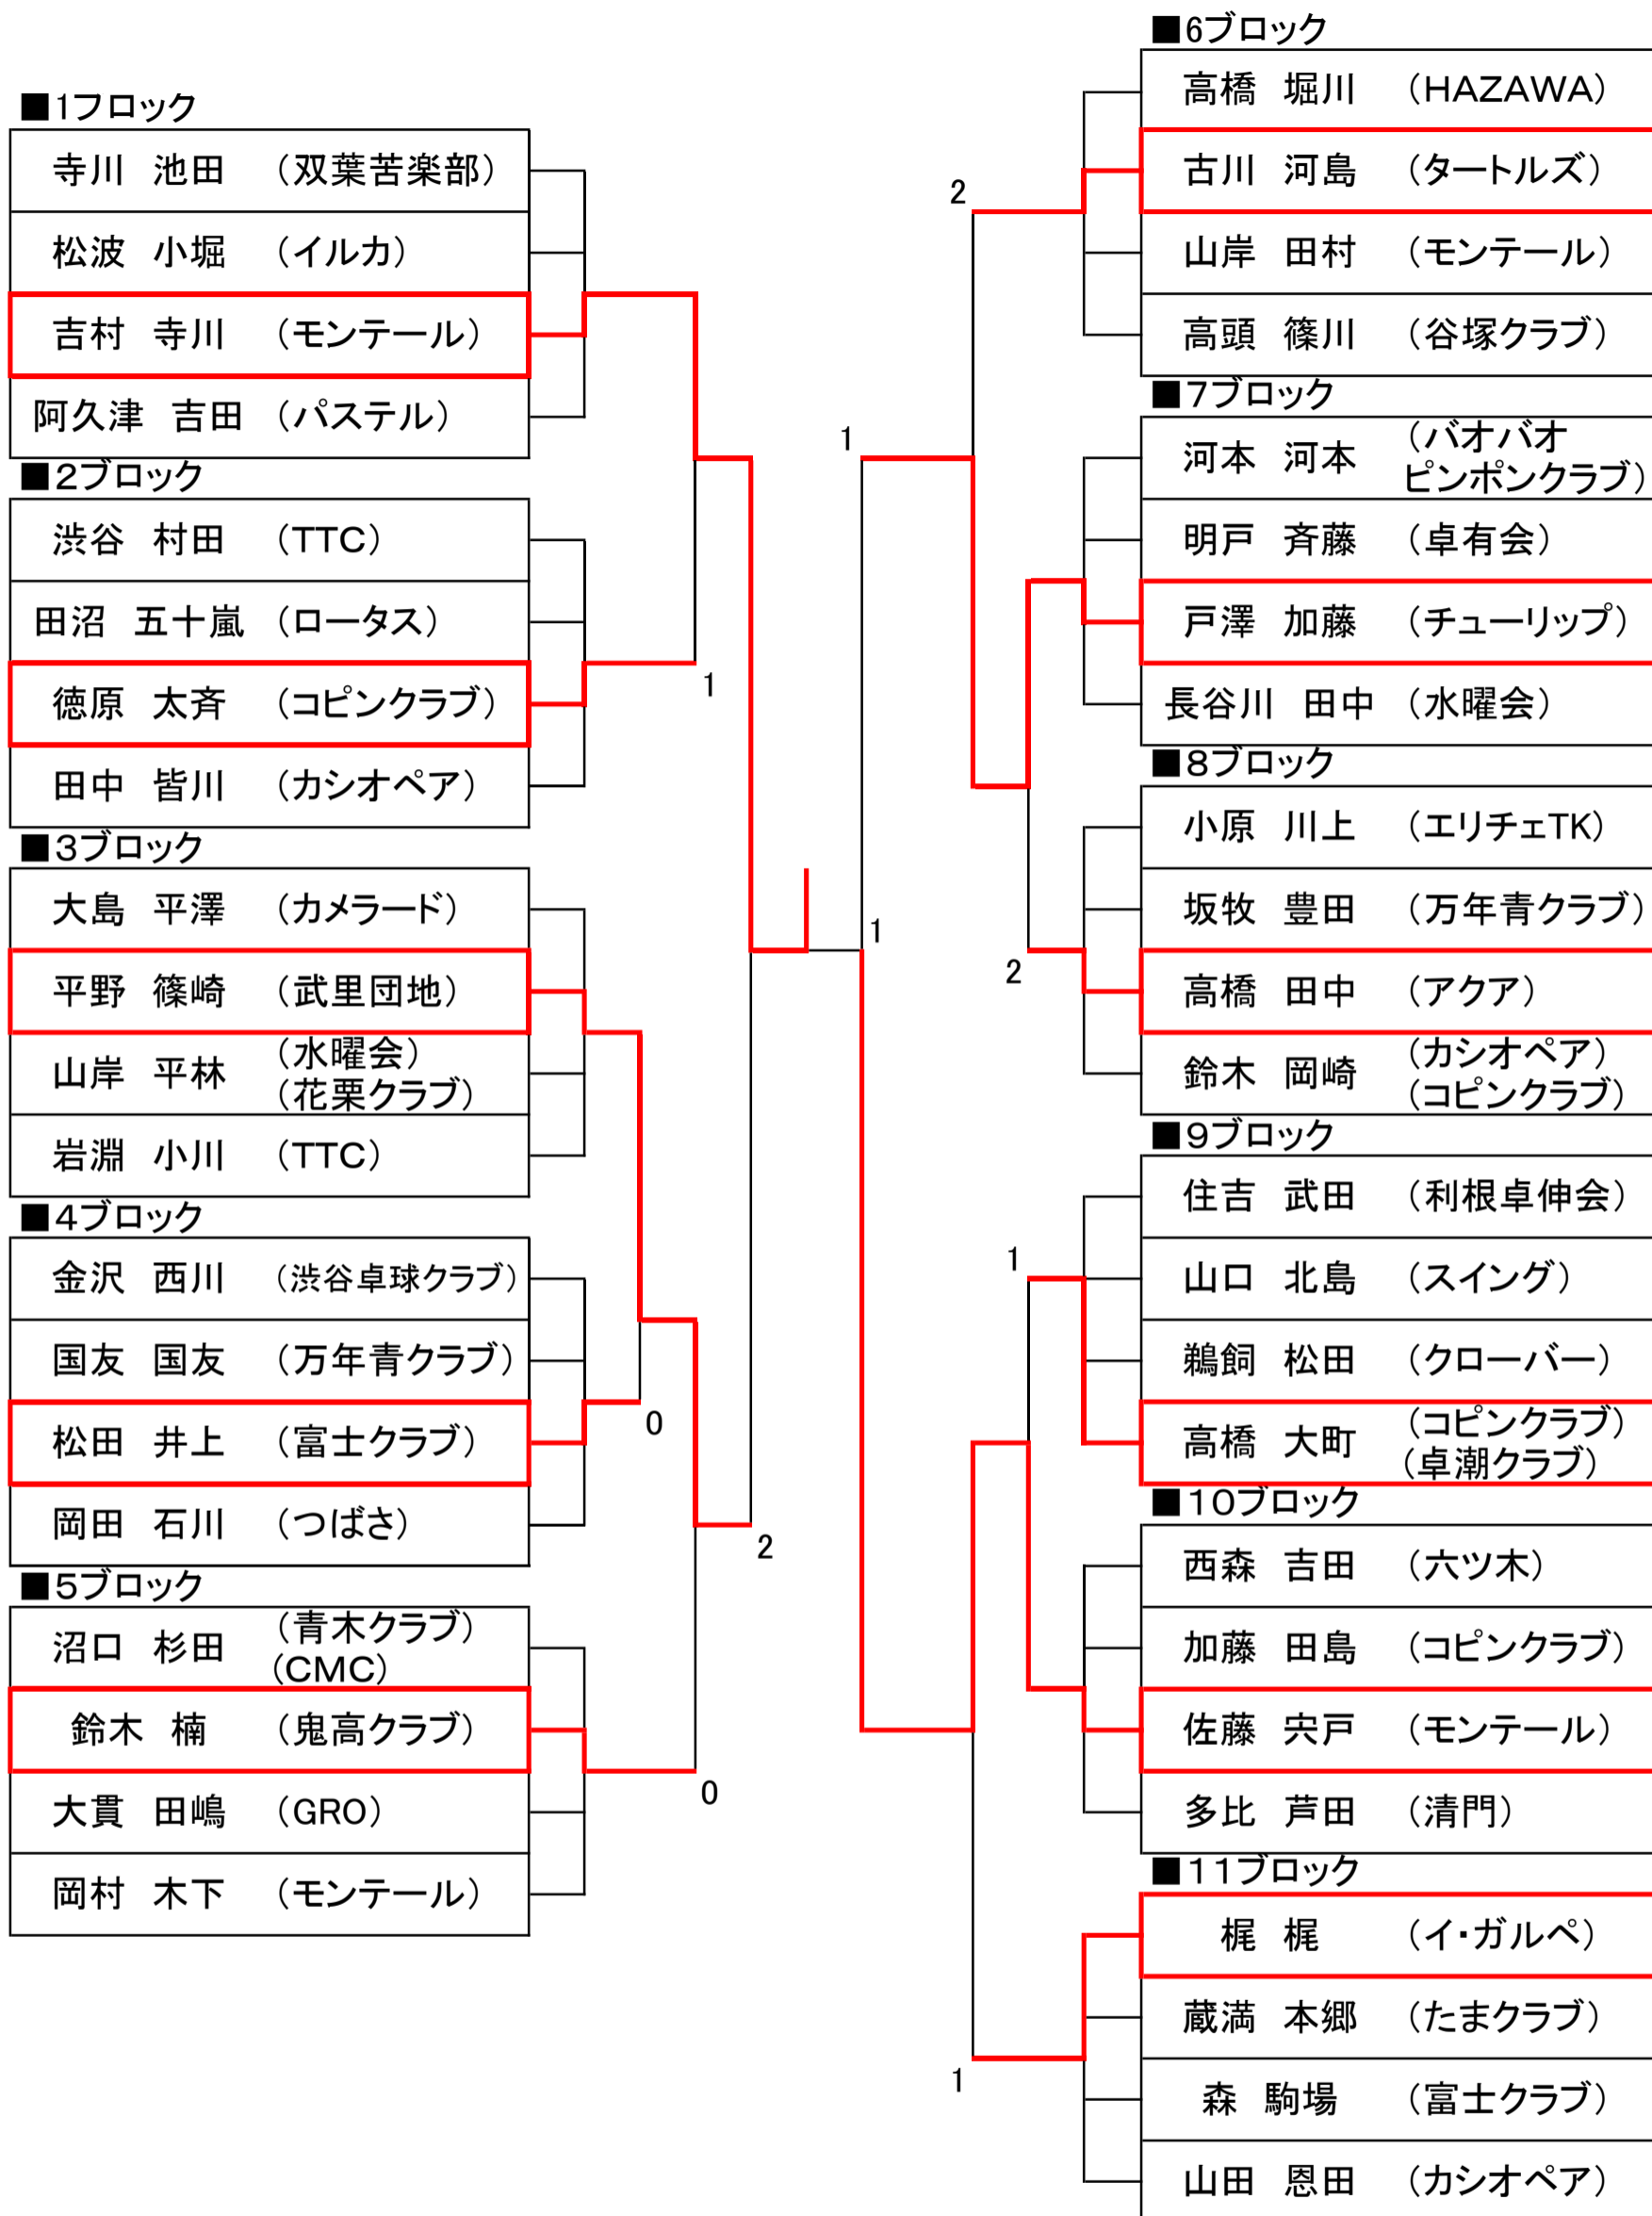 ■1ブロック
寺川 池田 （双葉苦楽部）
松波 小堀 （イルカ）
吉村 寺川 （モンテール）
阿久津 吉田 （パステル）
■2ブロック
渋谷 村田 （TTC）
田沼 五十嵐 （ロータス）
徳原 太斉 （コピンクラブ）
田中 皆川 （カシオペア）
1
■3ブロック
大島 平澤 （カメラード）
平野 篠崎 （武里団地）
山岸 平林 （水曜会）
（花栗クラブ）
岩淵 小川 （TTC）
■4ブロック
金沢 西川 （渋谷卓球クラブ）
国友 国友 （万年青クラブ）
松田 井上 （富士クラブ）
0
岡田 石川 （つばさ）
2
■5ブロック
沼口 杉田 （青木クラブ）
（CMC）
鈴木 楠 （鬼高クラブ）
0
大貫 田嶋 （GRO）
岡村 木下 （モンテール）
■6ブロック
高橋 堀川 （HAZAWA）
2
古川 河島 （タートルズ）
山岸 田村 （モンテール）
高頭 篠川 （谷塚クラブ）
1
■7ブロック
河本 河本 （バオバオ
ピンポンクラブ）
明戸 斉藤 （卓有会）
戸澤 加藤 （チューリップ）
長谷川 田中 （水曜会）
■8ブロック
小原 川上 （エリチェTK）
坂牧 豊田 （万年青クラブ）
1
2
高橋 田中 （アクア）
鈴木 岡崎 （カシオペア）
（コピンクラブ）
■9ブロック
住吉 武田 （利根卓伸会）
1
山口 北島 （スイング）
鵜飼 松田 （クローバー）
高橋 大町 （コピンクラブ）
（卓潮クラブ）
■10ブロック
西森 吉田 （六ツ木）
加藤 田島 （コピンクラブ）
佐藤 宍戸 （モンテール）
多比 芦田 （清門）
■11ブロック
梶 梶 （イ・ガルペ）
蔵満 本郷 （たまクラブ）
1
森 駒場 （富士クラブ）
山田 恩田 （カシオペア）